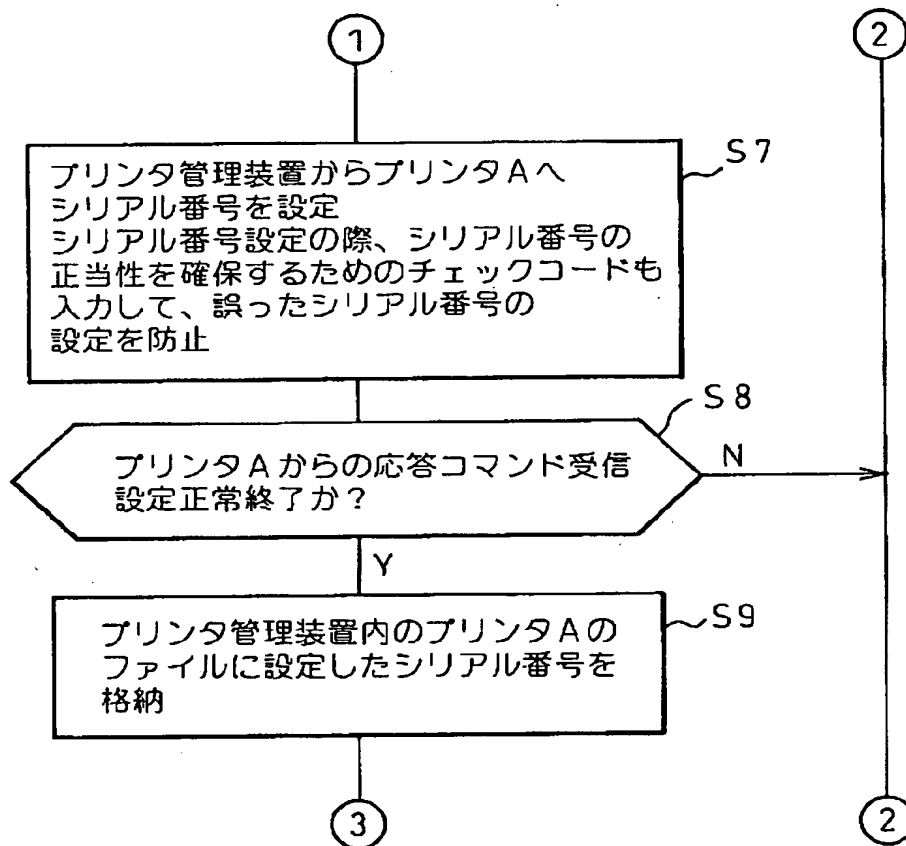 1
2
S7
プリンタ管理装置からプリンタAへ
シリアル番号を設定
シリアル番号設定の際、シリアル番号の
正当性を確保するためのチェックコードも
入力して、誤ったシリアル番号の
設定を防止
S8
プリンタAからの応答コマンド受信
設定正常終了か?
N
Y
S9
プリンタ管理装置内のプリンタAの
ファイルに設定したシリアル番号を
格納
3
2